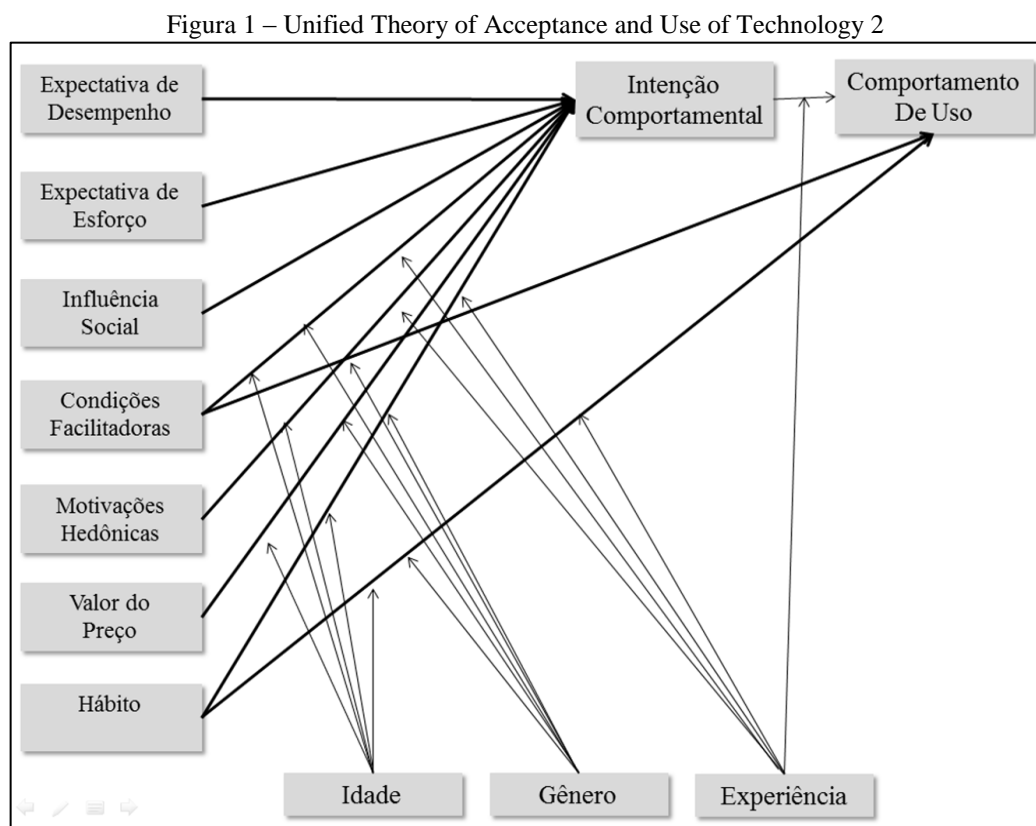 Figura 1 – Unified Theory of Acceptance and Use of Technology 2
Expectativa de
Desempenho
Intenção
Comportamental
Comportamento
De Uso
Expectativa de
Esforço
Influência
Social
Condições
Facilitadoras
Motivações
Hedônicas
Valor do
Preço
Hábito
Idade
Gênero
Experiência